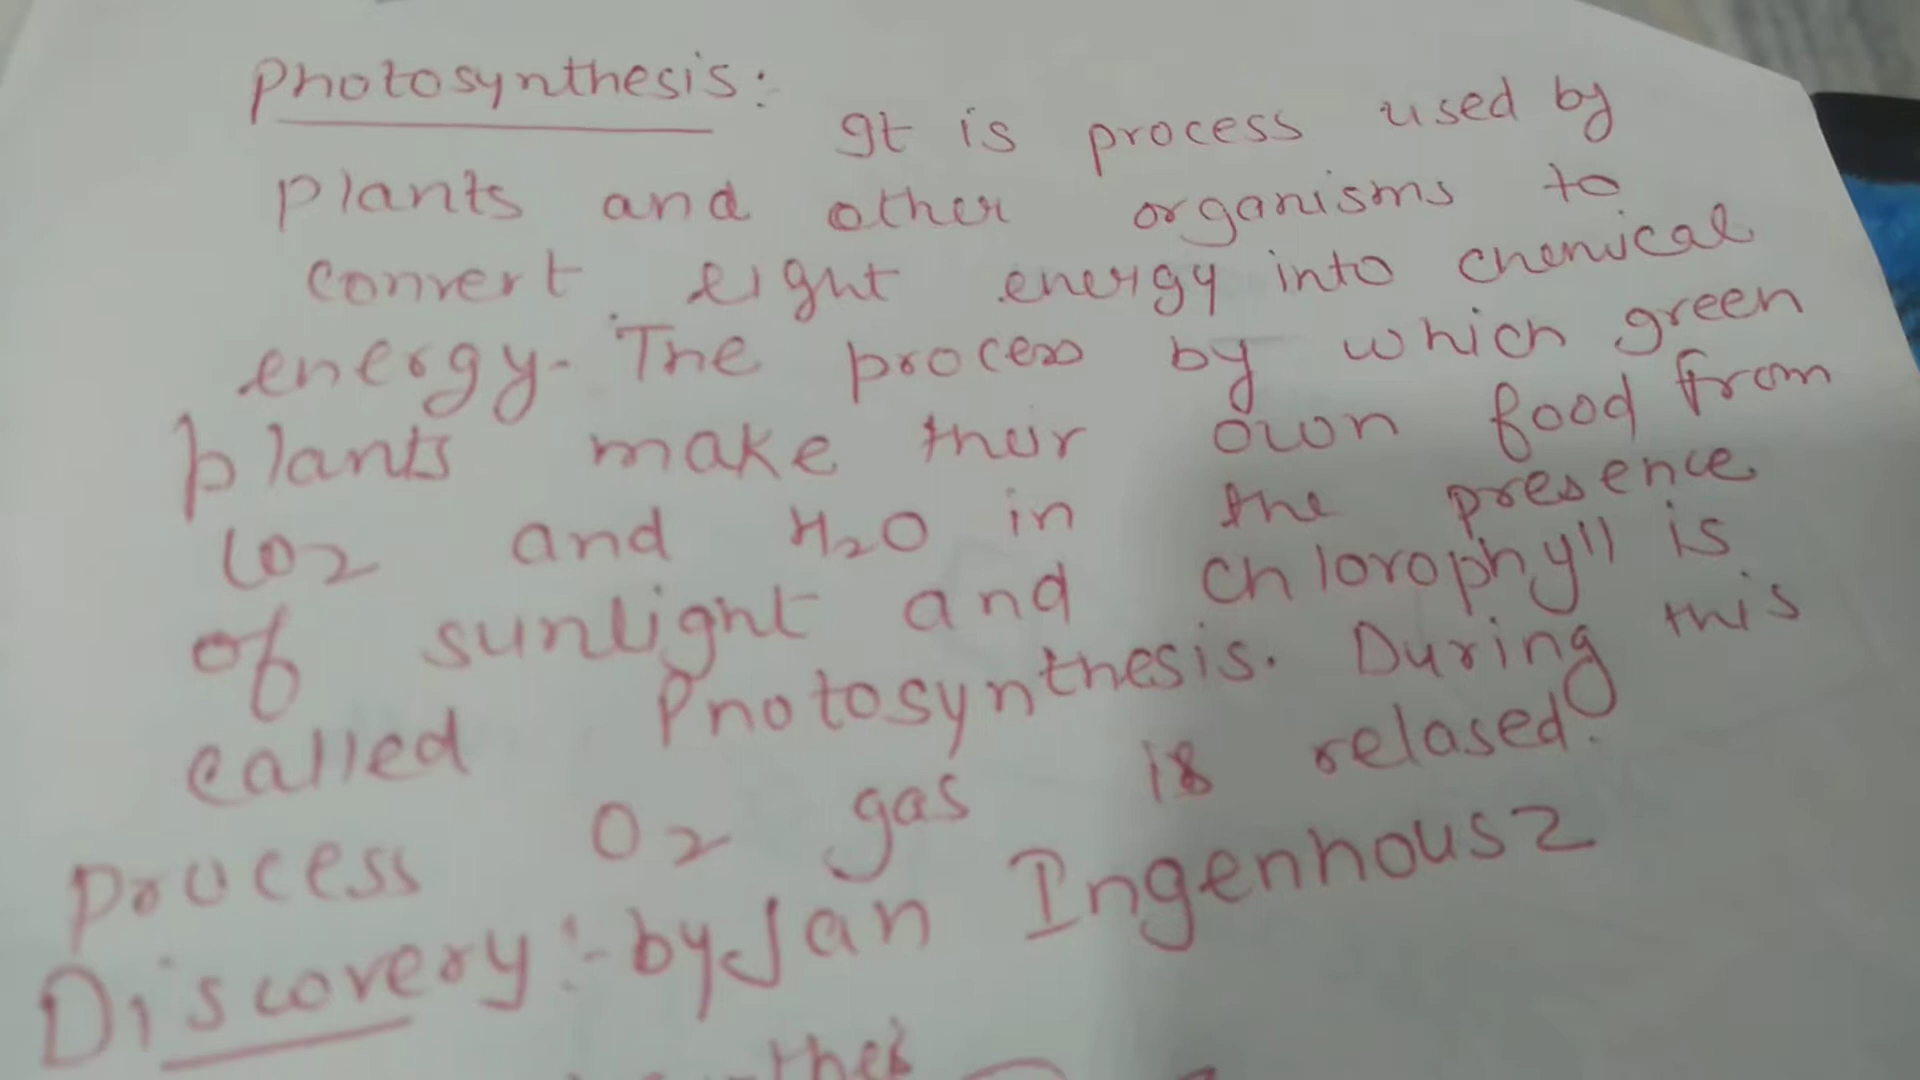 Photosynthesis:
It is process used by
plants and other organisms to
convert light energy into chemical
energy. The process by which green
plants make their own food from
CO2 and H2O in the presence
of sunlight and chlorophyll is
called Photosynthesis. During this
process O2 gas is relased.
Discovery:- by Jan Ingenhousz